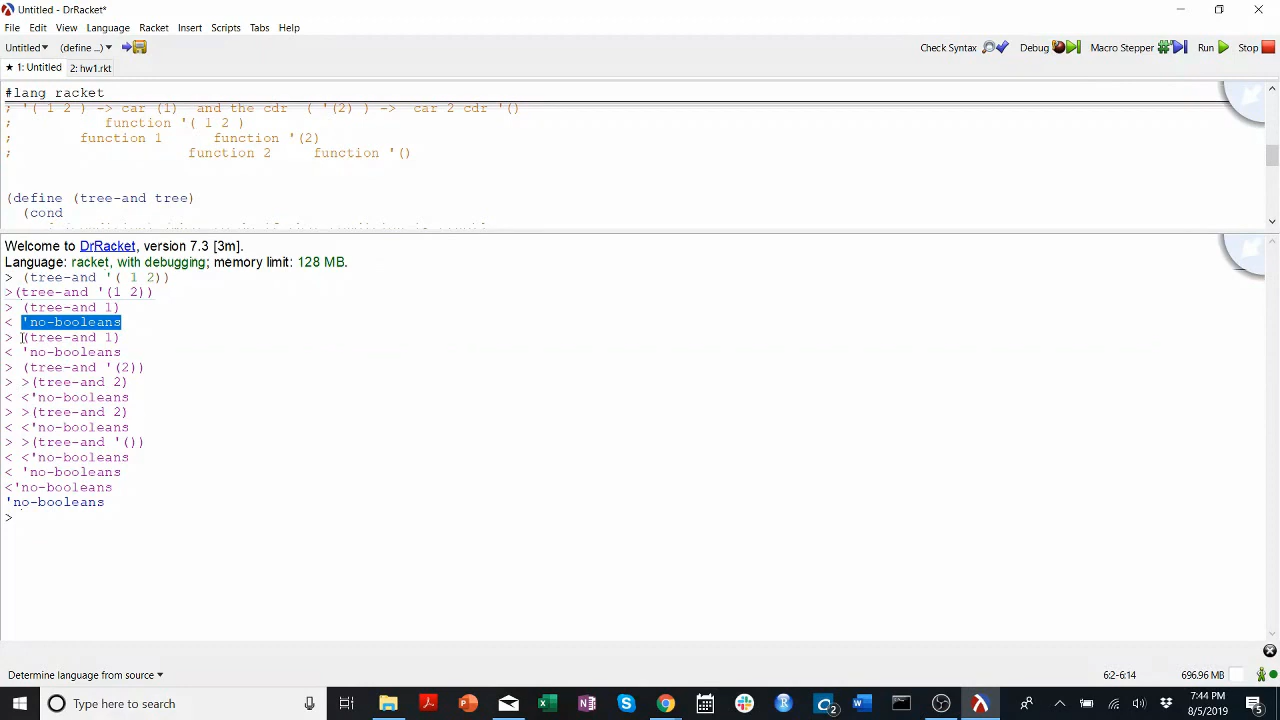 Untitled - DrRacket*
File Edit View Language Racket Insert Scripts Tabs Help
Untitled (define ...) Check Syntax Debug Macro Stepper Run Stop
★ 1: Untitled 2: hw1.rkt
#lang racket
; '( 1 2 ) -> car (1) and the cdr ( '(2) ) -> car 2 cdr '()
; function '( 1 2 )
; function 1 function '(2)
; function 2 function '()
(define (tree-and tree)
(cond
Welcome to DrRacket, version 7.3 [3m].
Language: racket, with debugging; memory limit: 128 MB.
> (tree-and '( 1 2))
>(tree-and '(1 2))
> (tree-and 1)
< 'no-booleans
> (tree-and 1)
< 'no-booleans
> (tree-and '(2))
> >(tree-and 2)
< <'no-booleans
> >(tree-and 2)
< <'no-booleans
> >(tree-and '())
< <'no-booleans
< 'no-booleans
<'no-booleans
'no-booleans
>
Determine language from source 62-6:14 696.96 MB
Type here to search 7:44 PM
8/5/2019